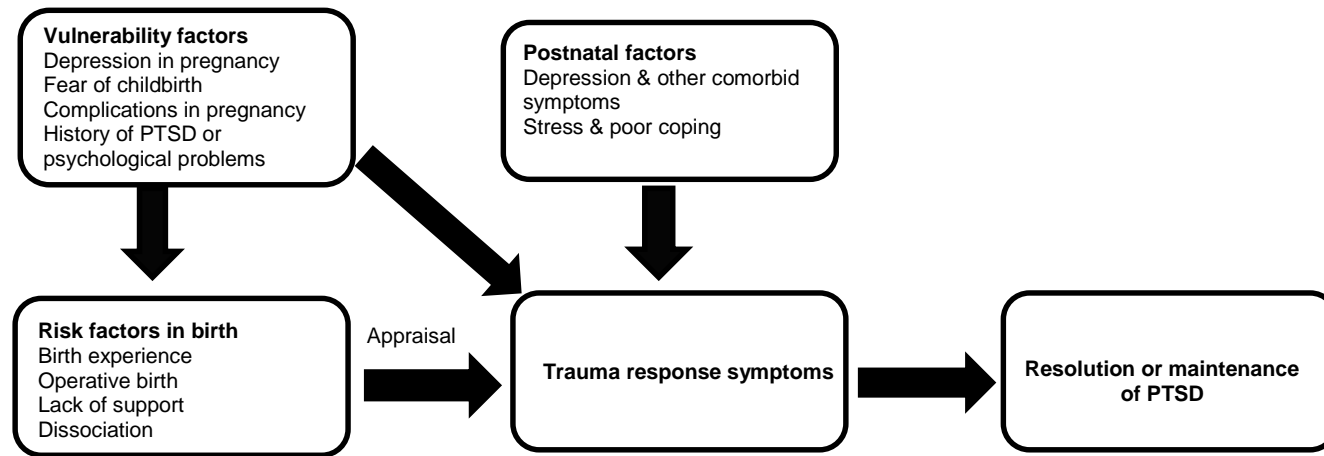 Vulnerability factors
Depression in pregnancy
Fear of childbirth
Complications in pregnancy
History of PTSD or
psychological problems
Postnatal factors
Depression & other comorbid
symptoms
Stress & poor coping
Risk factors in birth
Birth experience
Operative birth
Lack of support
Dissociation
Appraisal
Trauma response symptoms
Resolution or maintenance
of PTSD